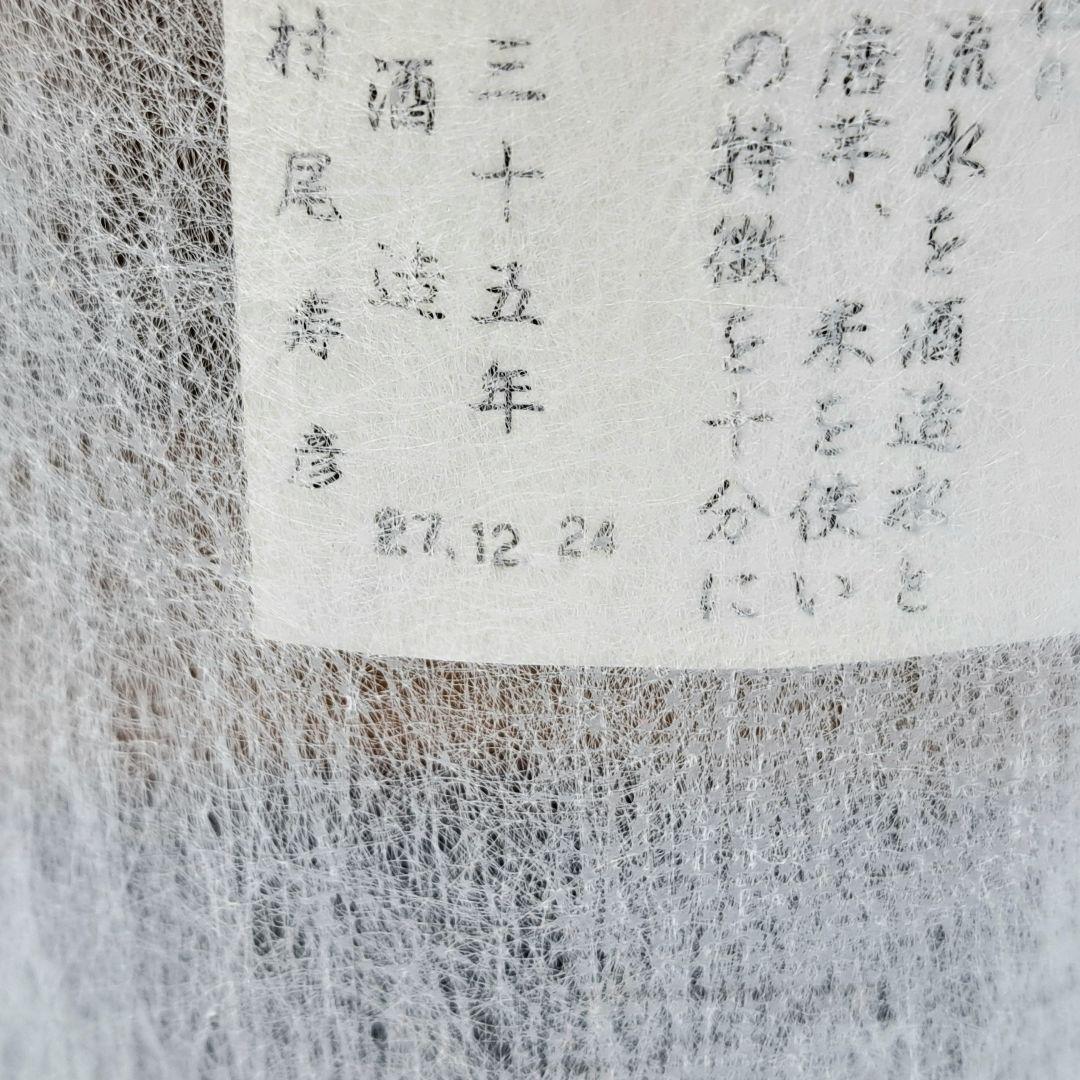 流水を酒造水と
唐芋、米を使い
の持徴を十分に
三十五年
酒造
27.12 24
村尾寿彦